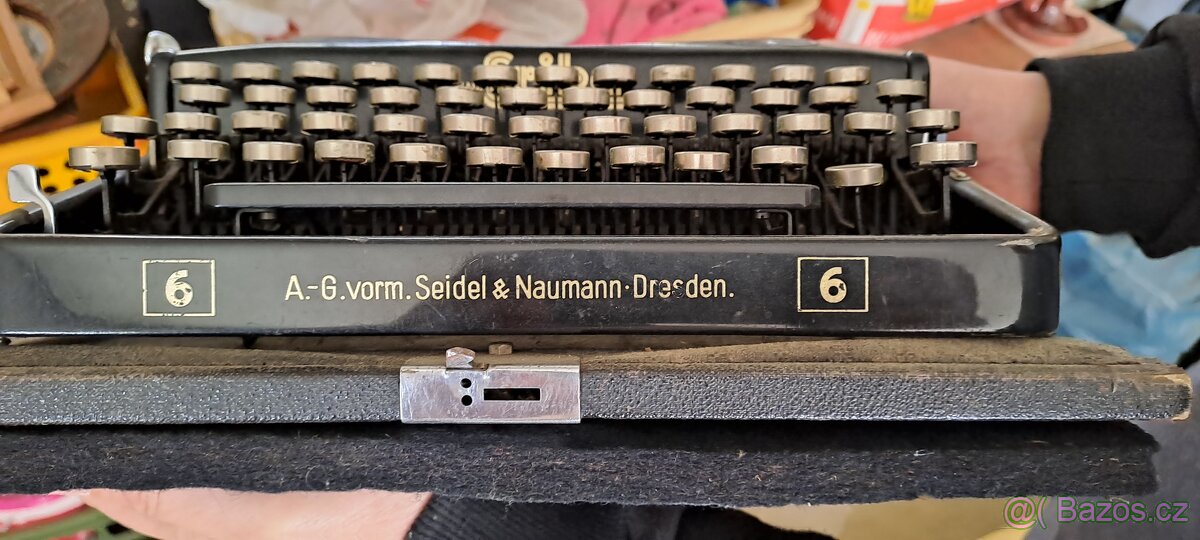 6 A.-G.vorm. Seidel & Naumann·Dresden. 6
@( Bazos.cz